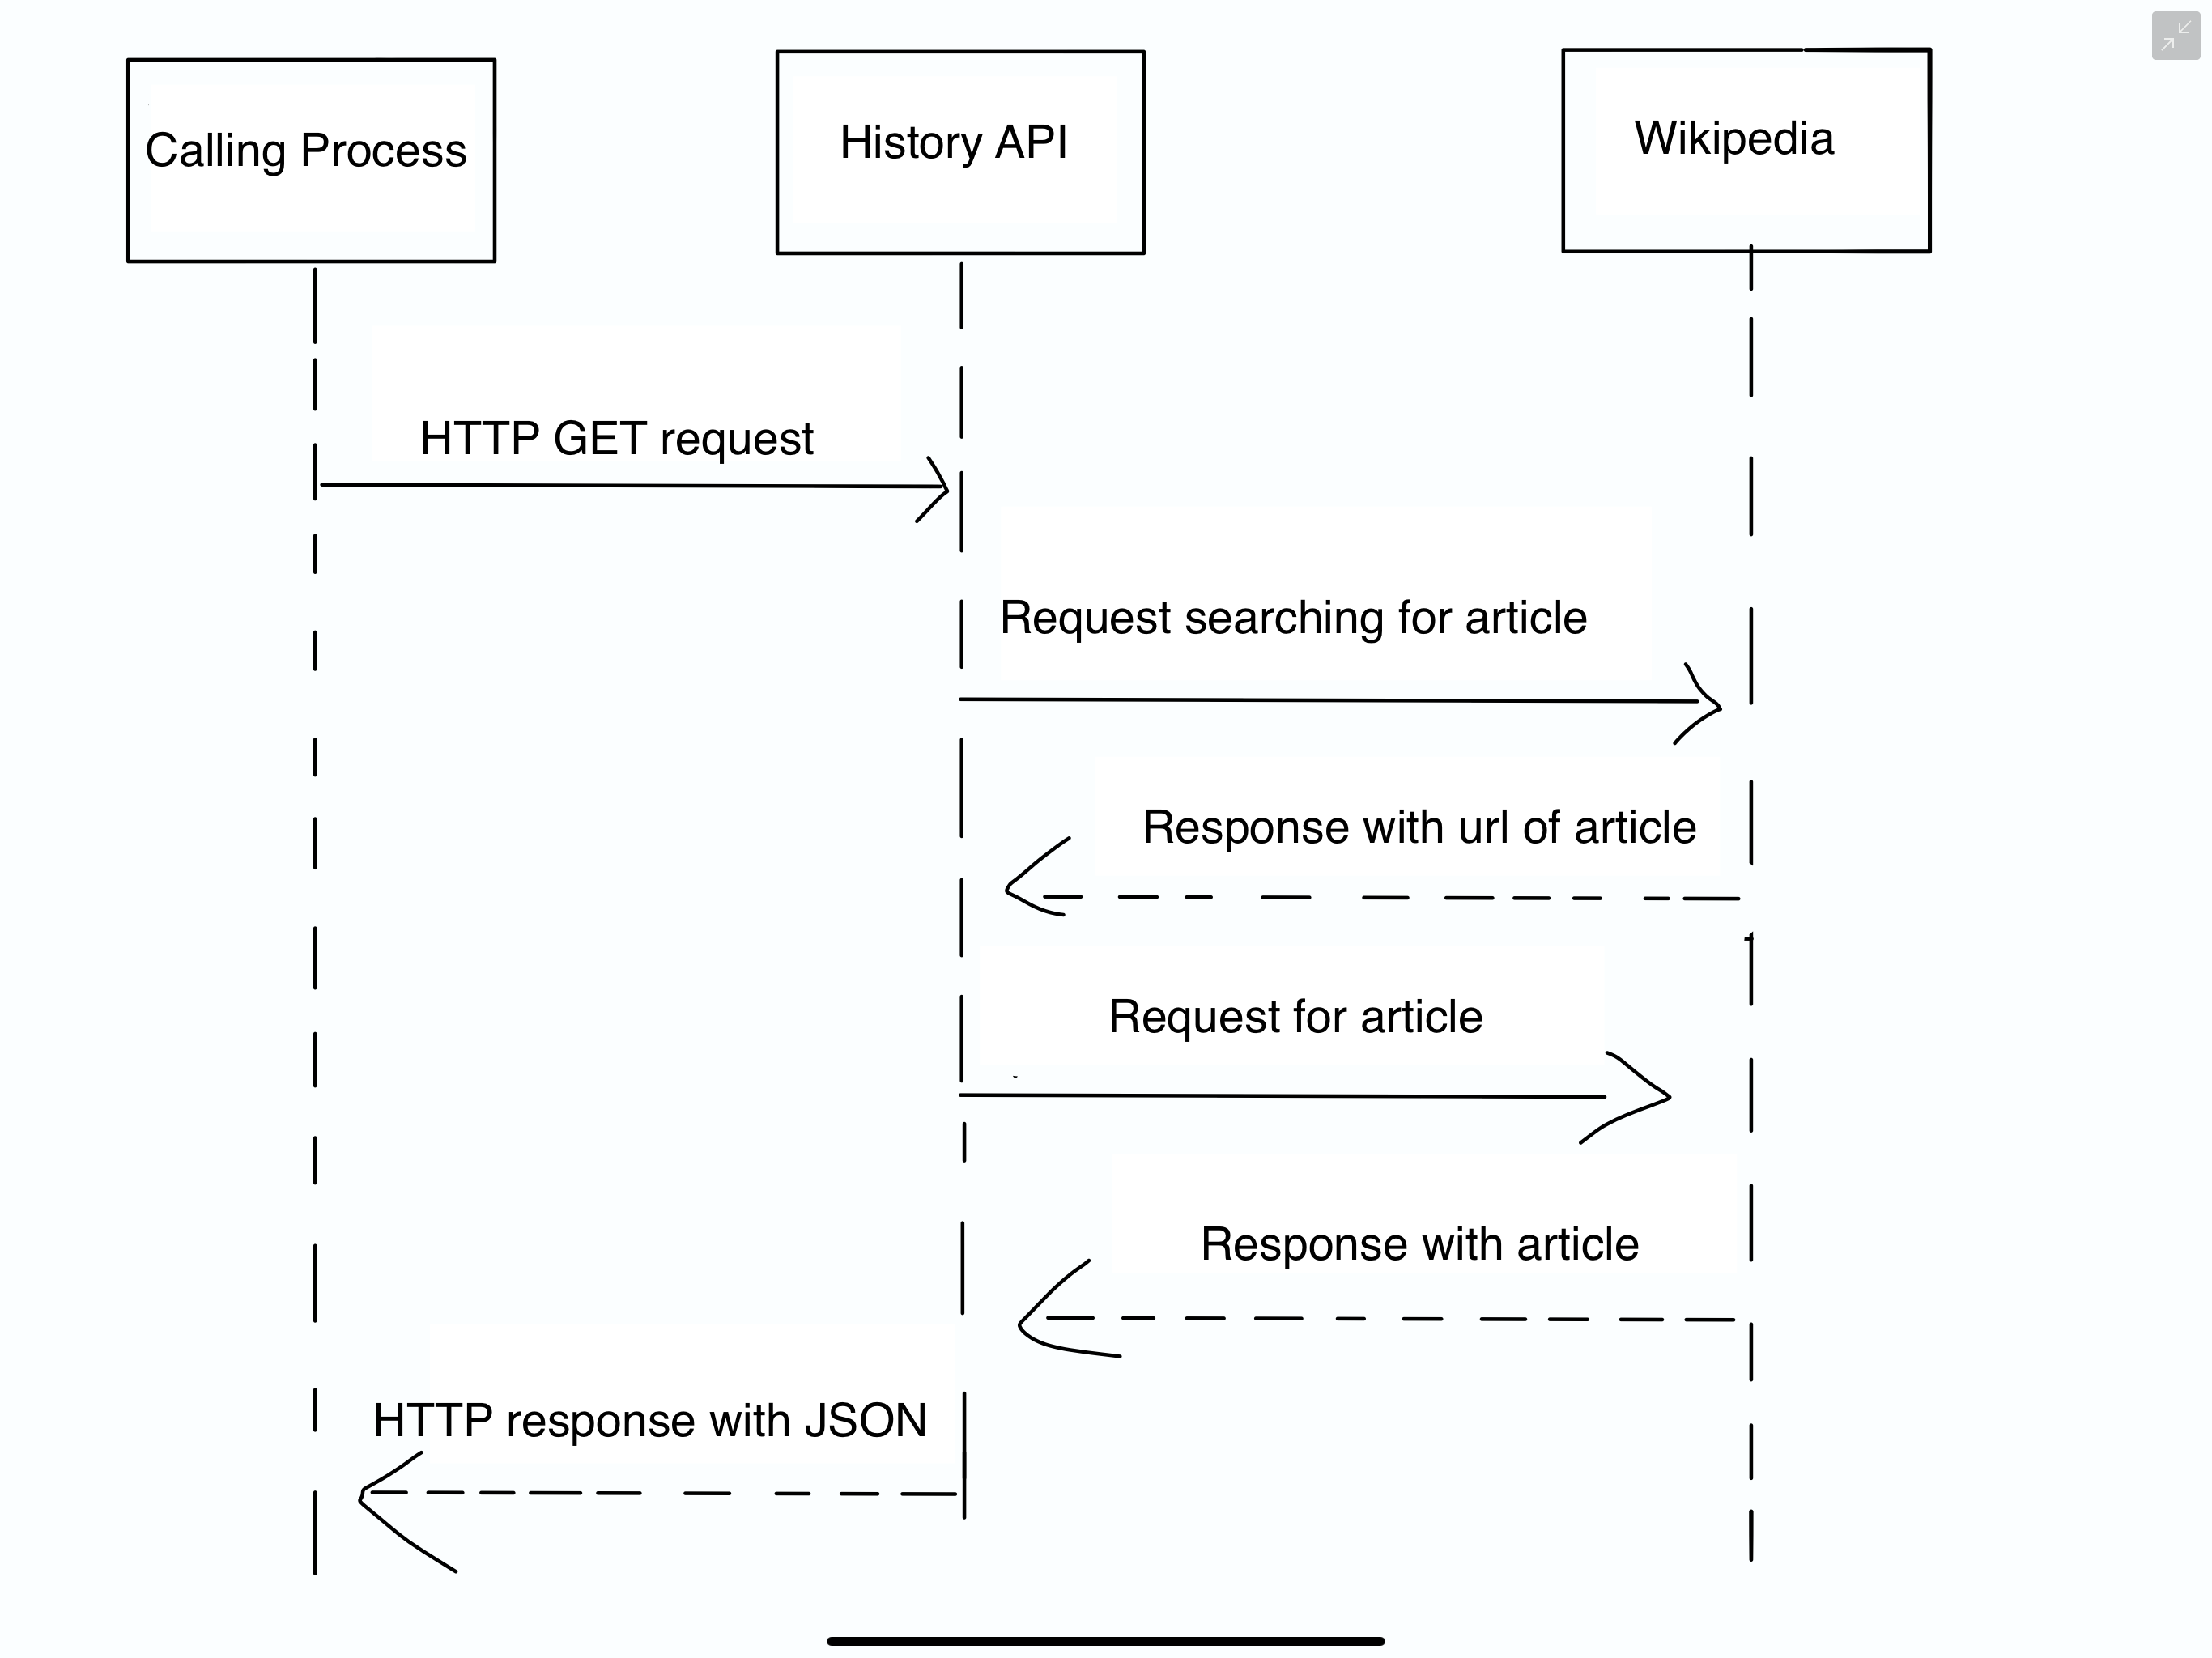 Calling Process
History API
Wikipedia
HTTP GET request
Request searching for article
Response with url of article
Request for article
Response with article
HTTP response with JSON